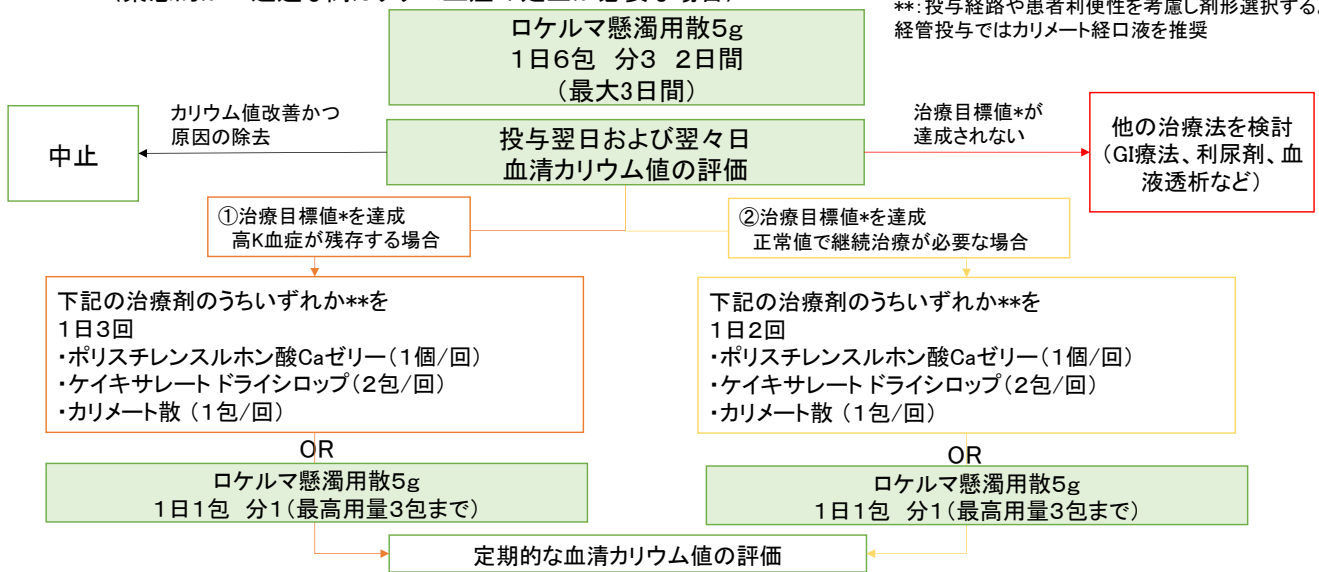 **：投与経路や患者利便性を考慮し剤形選択する。
経管投与ではカリメート経口液を推奨
ロケルマ懸濁用散5g
1日6包 分3 2日間
（最大3日間）
カリウム値改善かつ
原因の除去
治療目標値*が
達成されない
中止
投与翌日および翌々日
血清カリウム値の評価
他の治療法を検討
（GI療法、利尿剤、血
液透析など）
①治療目標値*を達成
高K血症が残存する場合
②治療目標値*を達成
正常値で継続治療が必要な場合
下記の治療剤のうちいずれか**を
1日3回
・ポリスチレンスルホン酸Caゼリー（1個/回）
・ケイキサレートドライシロップ（2包/回）
・カリメート散 （1包/回）
下記の治療剤のうちいずれか**を
1日2回
・ポリスチレンスルホン酸Caゼリー（1個/回）
・ケイキサレートドライシロップ（2包/回）
・カリメート散 （1包/回）
OR
OR
ロケルマ懸濁用散5g
1日1包 分1（最高用量3包まで）
ロケルマ懸濁用散5g
1日1包 分1（最高用量3包まで）
定期的な血清カリウム値の評価